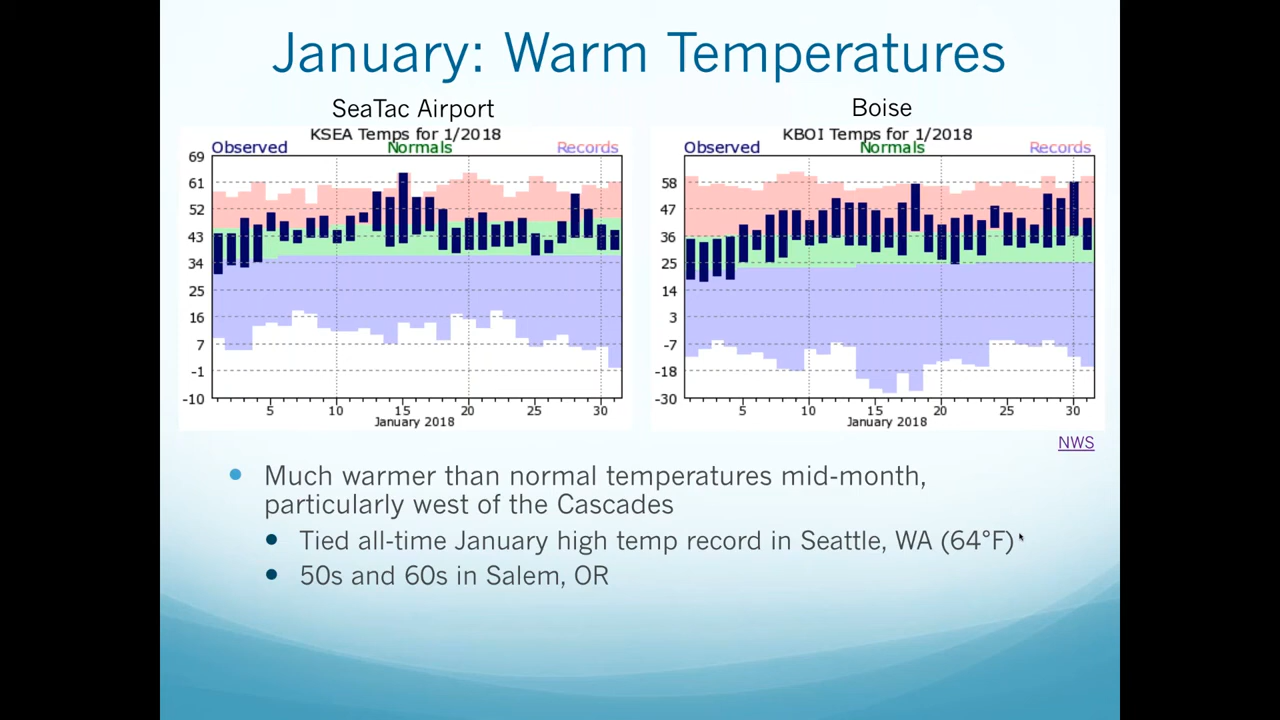 January: Warm Temperatures
SeaTac Airport
KSEA Temps for 1/2018
Observed Normals Records
69
61
52
43
34
25
16
7
-1
-10
5 10 15 20 25 30
January 2018
Boise
KBOI Temps for 1/2018
Observed Normals Records
58
47
36
25
14
3
-7
-18
-30
5 10 15 20 25 30
January 2018
NWS
Much warmer than normal temperatures mid-month,
particularly west of the Cascades
Tied all-time January high temp record in Seattle, WA (64°F)
50s and 60s in Salem, OR